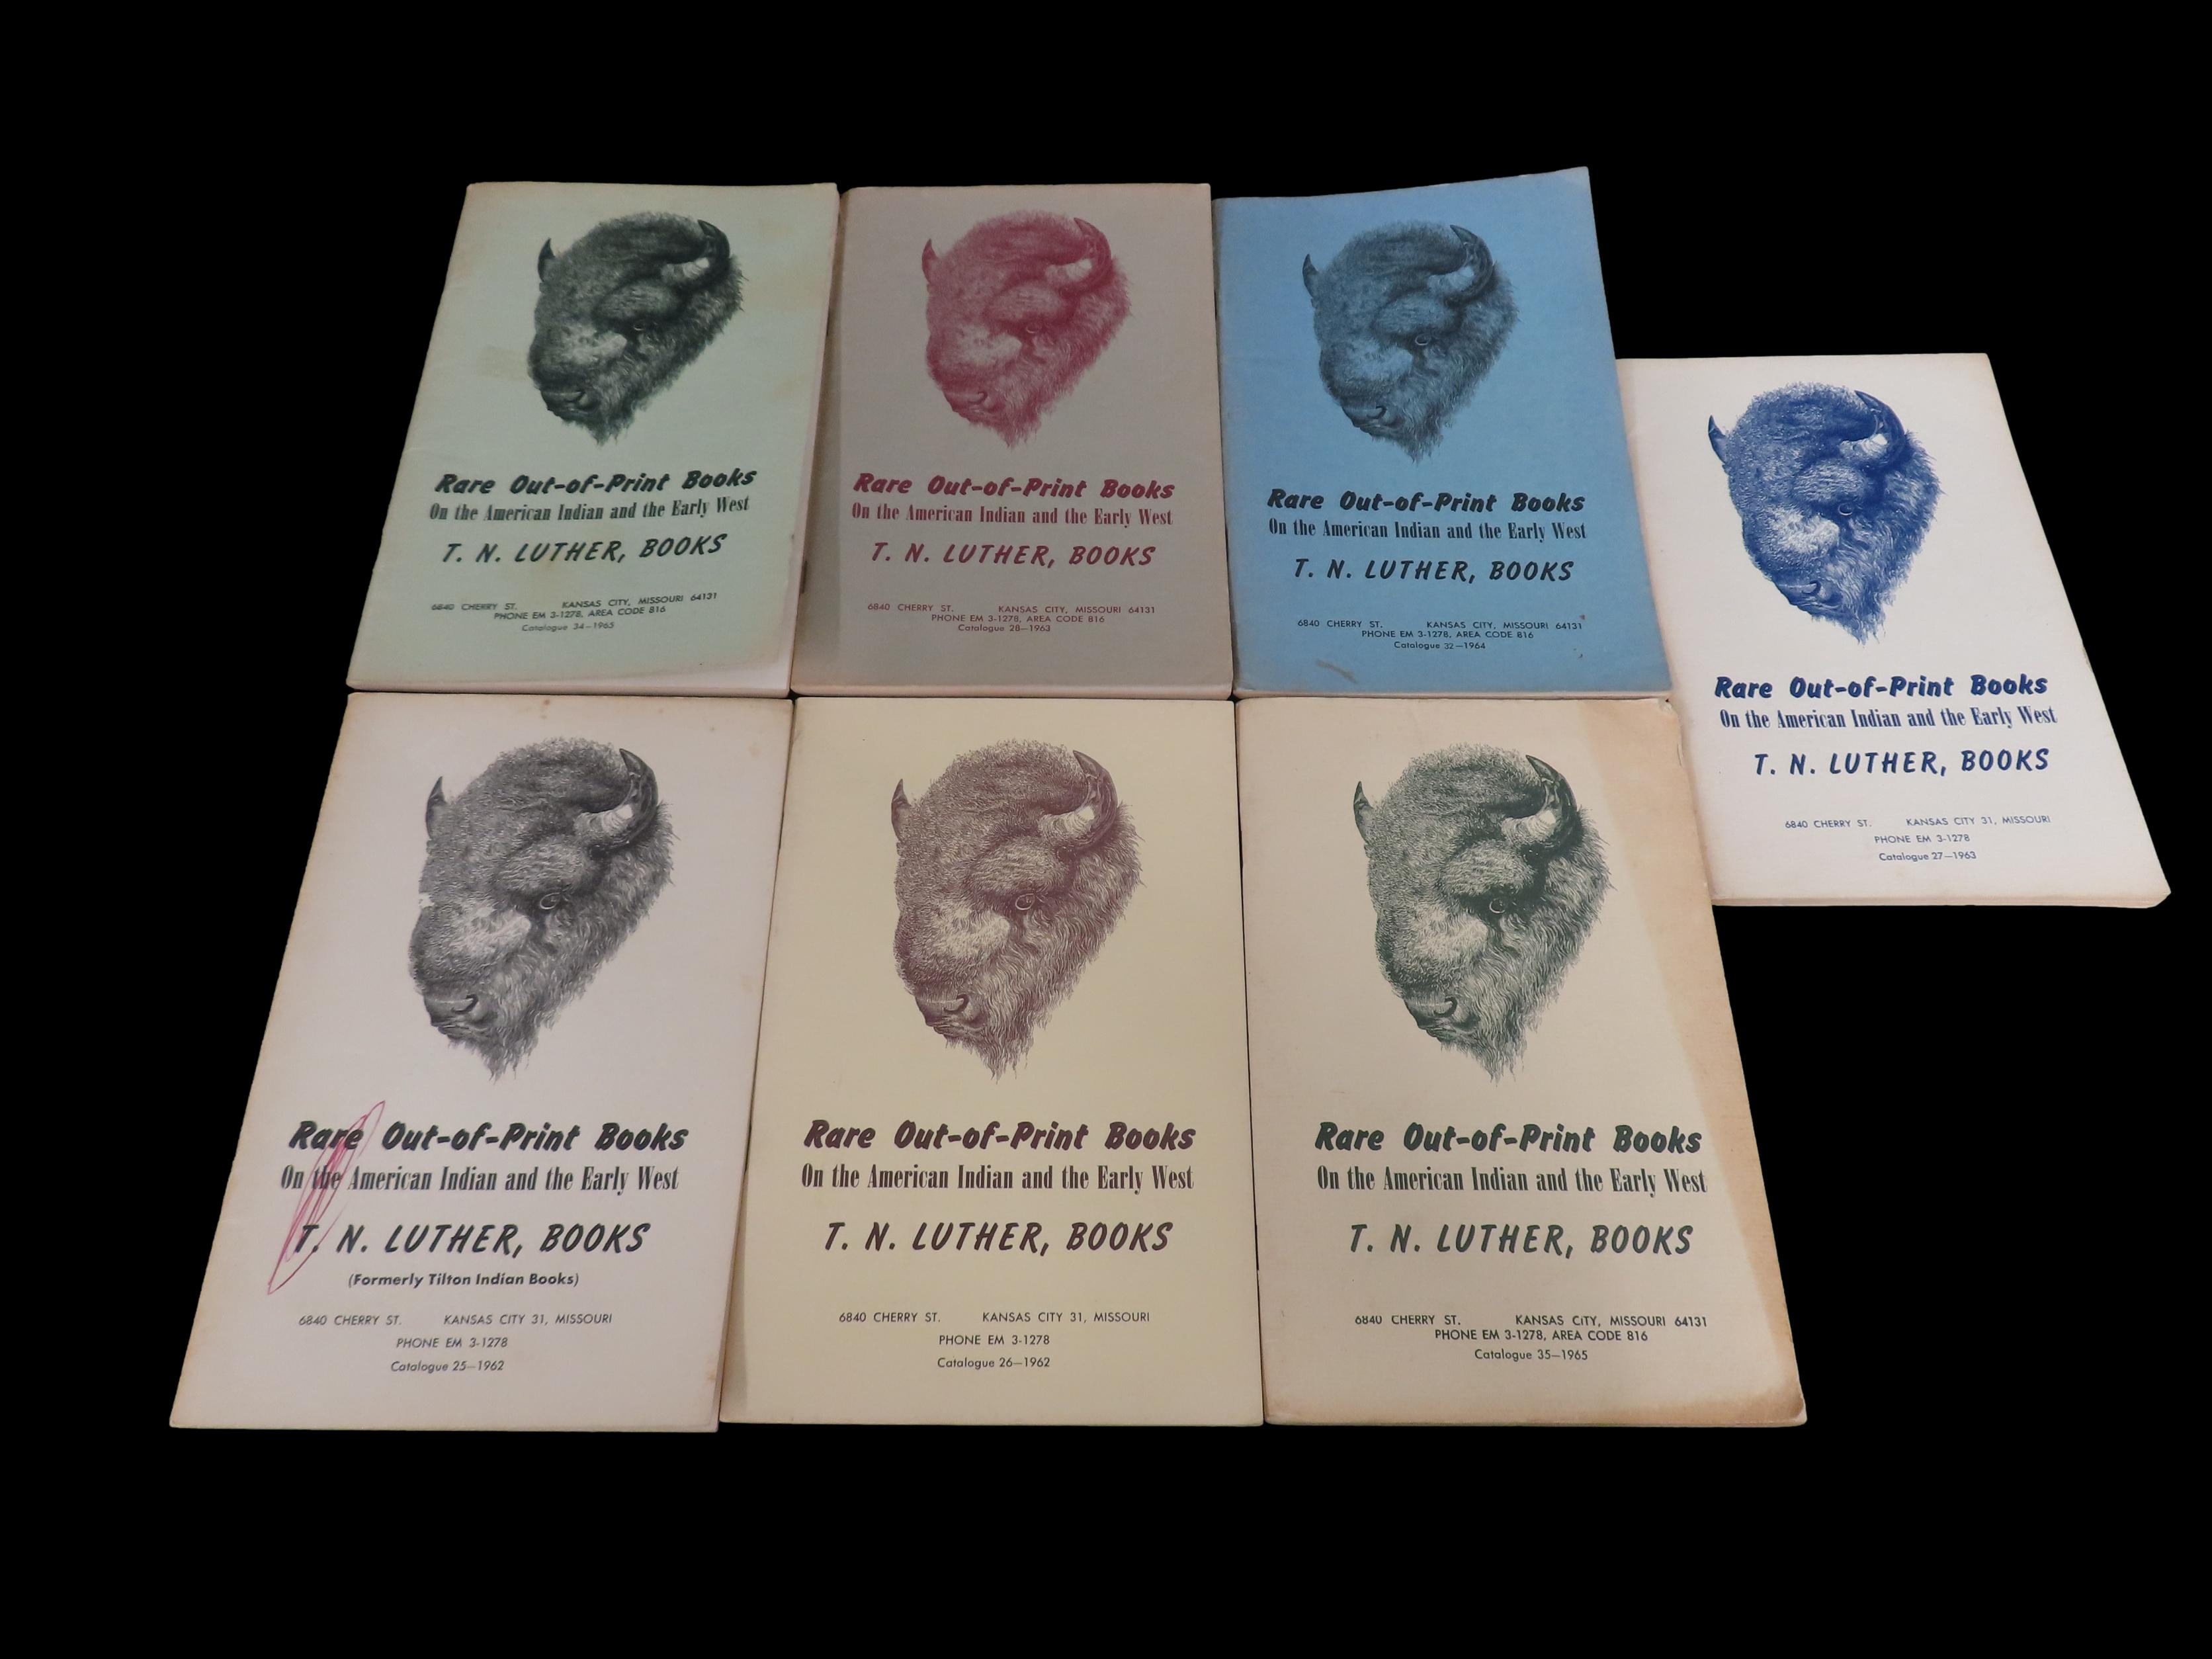 Rare Out-of-Print Books
On the American Indian and the Early West
T. N. LUTHER, BOOKS
6840 CHERRY ST. KANSAS CITY, MISSOURI 64131
PHONE EM 3-1278, AREA CODE 816
Catalogue 34—1965
Rare Out-of-Print Books
On the American Indian and the Early West
T. N. LUTHER, BOOKS
6840 CHERRY ST. KANSAS CITY, MISSOURI 64131
PHONE EM 3-1278, AREA CODE 816
Catalogue 28—1963
Rare Out-of-Print Books
On the American Indian and the Early West
T. N. LUTHER, BOOKS
6840 CHERRY ST. KANSAS CITY, MISSOURI 64131
PHONE EM 3-1278, AREA CODE 816
Catalogue 32—1964
Rare Out-of-Print Books
On the American Indian and the Early West
T. N. LUTHER, BOOKS
6840 CHERRY ST. KANSAS CITY 31, MISSOURI
PHONE EM 3-1278
Catalogue 27—1963
Rare Out-of-Print Books
On the American Indian and the Early West
T. N. LUTHER, BOOKS
(Formerly Tilton Indian Books)
6840 CHERRY ST. KANSAS CITY 31, MISSOURI
PHONE EM 3-1278
Catalogue 25—1962
Rare Out-of-Print Books
On the American Indian and the Early West
T. N. LUTHER, BOOKS
6840 CHERRY ST. KANSAS CITY 31, MISSOURI
PHONE EM 3-1278
Catalogue 26—1962
Rare Out-of-Print Books
On the American Indian and the Early West
T. N. LUTHER, BOOKS
6840 CHERRY ST. KANSAS CITY, MISSOURI 64131
PHONE EM 3-1278, AREA CODE 816
Catalogue 35—1965